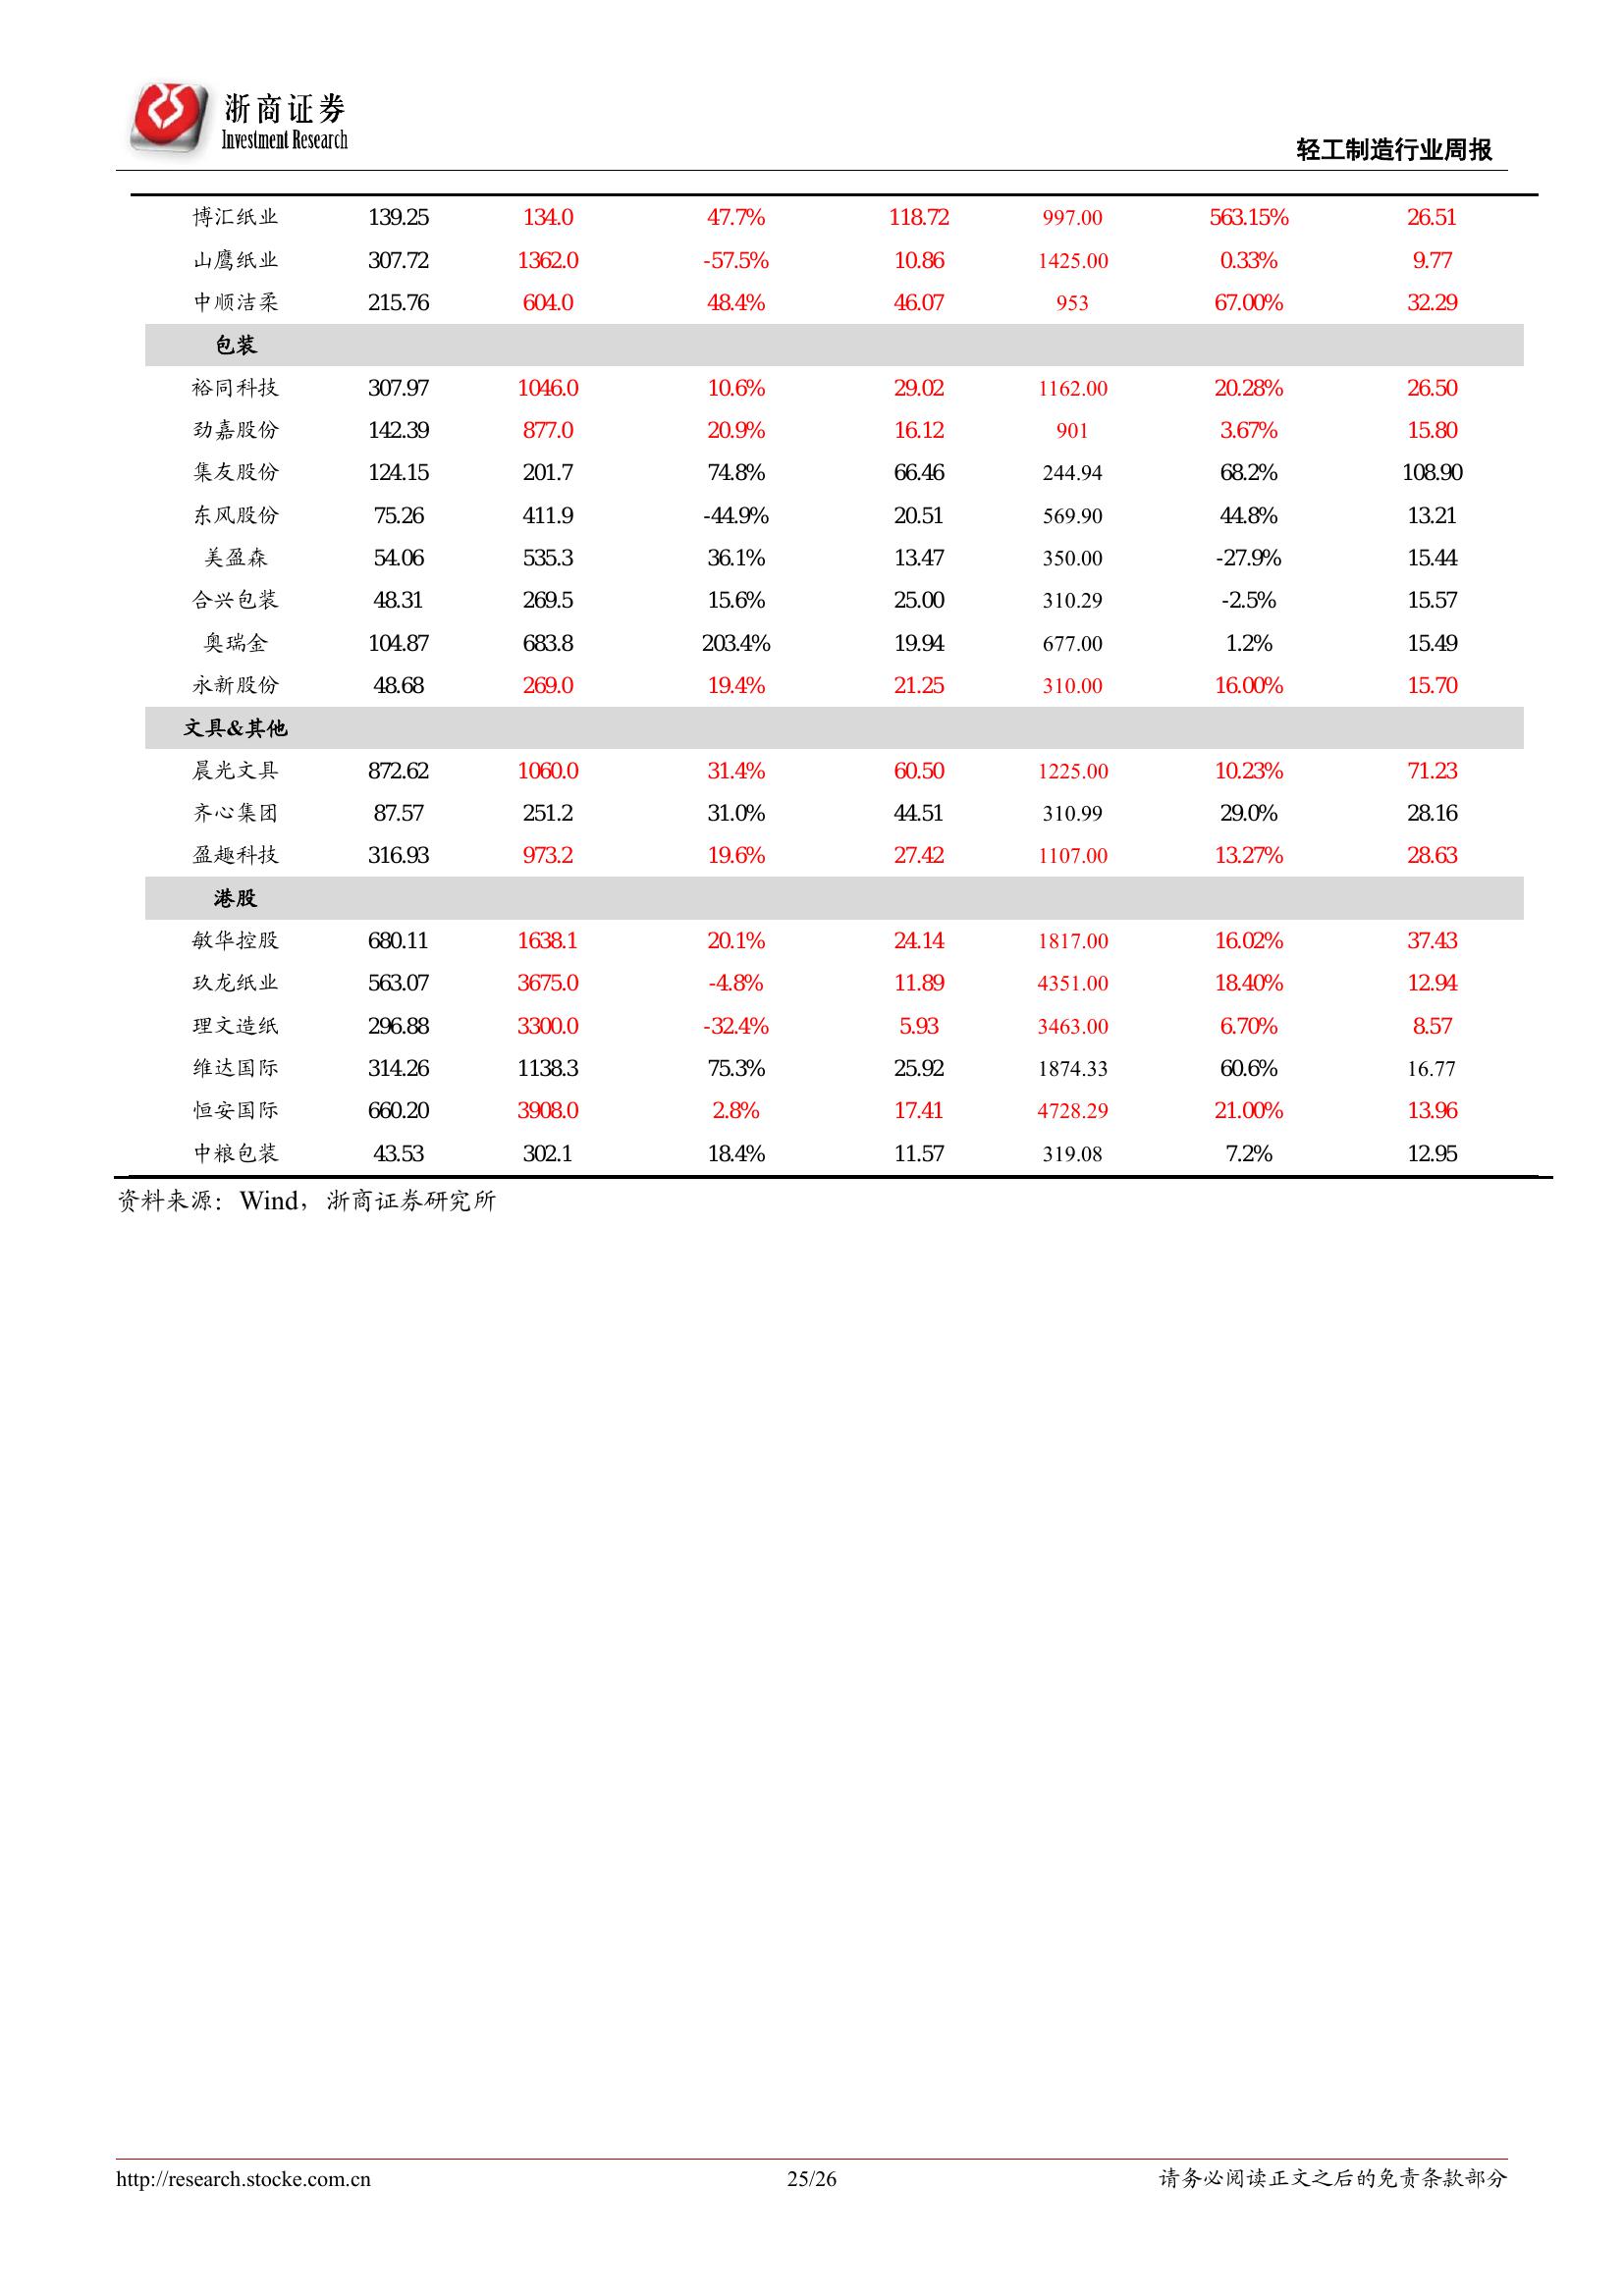 浙商证券
Investment Research
轻工制造行业周报
博汇纸业 139.25 134.0 47.7% 118.72 997.00 563.15% 26.51
山鹰纸业 307.72 1362.0 -57.5% 10.86 1425.00 0.33% 9.77
中顺洁柔 215.76 604.0 48.4% 46.07 953 67.00% 32.29
包装
裕同科技 307.97 1046.0 10.6% 29.02 1162.00 20.28% 26.50
劲嘉股份 142.39 877.0 20.9% 16.12 901 3.67% 15.80
集友股份 124.15 201.7 74.8% 66.46 244.94 68.2% 108.90
东风股份 75.26 411.9 -44.9% 20.51 569.90 44.8% 13.21
美盈森 54.06 535.3 36.1% 13.47 350.00 -27.9% 15.44
合兴包装 48.31 269.5 15.6% 25.00 310.29 -2.5% 15.57
奥瑞金 104.87 683.8 203.4% 19.94 677.00 1.2% 15.49
永新股份 48.68 269.0 19.4% 21.25 310.00 16.00% 15.70
文具&其他
晨光文具 872.62 1060.0 31.4% 60.50 1225.00 10.23% 71.23
齐心集团 87.57 251.2 31.0% 44.51 310.99 29.0% 28.16
盈趣科技 316.93 973.2 19.6% 27.42 1107.00 13.27% 28.63
港股
敏华控股 680.11 1638.1 20.1% 24.14 1817.00 16.02% 37.43
玖龙纸业 563.07 3675.0 -4.8% 11.89 4351.00 18.40% 12.94
理文造纸 296.88 3300.0 -32.4% 5.93 3463.00 6.70% 8.57
维达国际 314.26 1138.3 75.3% 25.92 1874.33 60.6% 16.77
恒安国际 660.20 3908.0 2.8% 17.41 4728.29 21.00% 13.96
中粮包装 43.53 302.1 18.4% 11.57 319.08 7.2% 12.95
资料来源：Wind，浙商证券研究所
http://research.stocke.com.cn 25/26 请务必阅读正文之后的免责条款部分